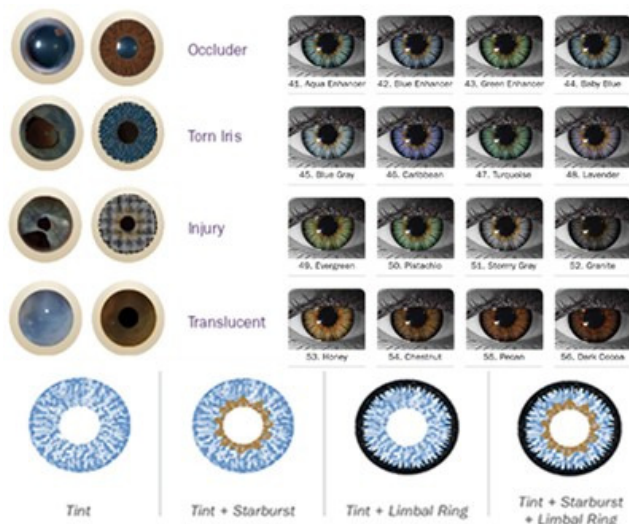 Occluder
41. Aqua Enhancer
42. Blue Enhancer
43. Green Enhancer
44. Baby Blue
Torn Iris
45. Blue Gray
46. Caribbean
47. Turquoise
48. Lavender
Injury
49. Evergreen
50. Pistachio
51. Stormy Gray
52. Granite
Translucent
53. Honey
54. Chestnut
55. Pecan
56. Dark Cocoa
Tint
Tint + Starburst
Tint + Limbal Ring
Tint + Starburst
+ Limbal Ring